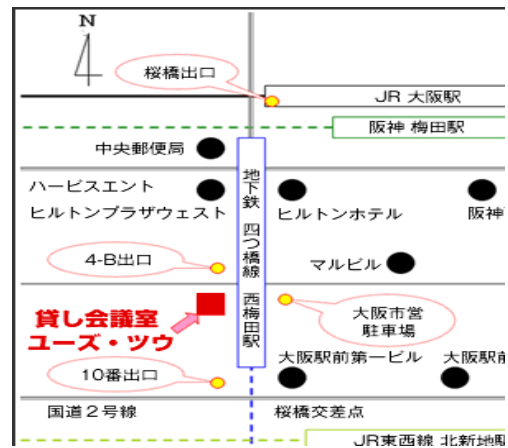 N
桜橋出口
JR 大阪駅
阪神 梅田駅
中央郵便局
地下鉄 四つ橋線 西梅田駅
ハービスエント
ヒルトンプラザウェスト
ヒルトンホテル
阪神
4-B出口
マルビル
貸し会議室
ユーズ・ツウ
大阪市営
駐車場
大阪駅前第一ビル
大阪駅前
10番出口
国道2号線
桜橋交差点
JR東西線 北新地駅